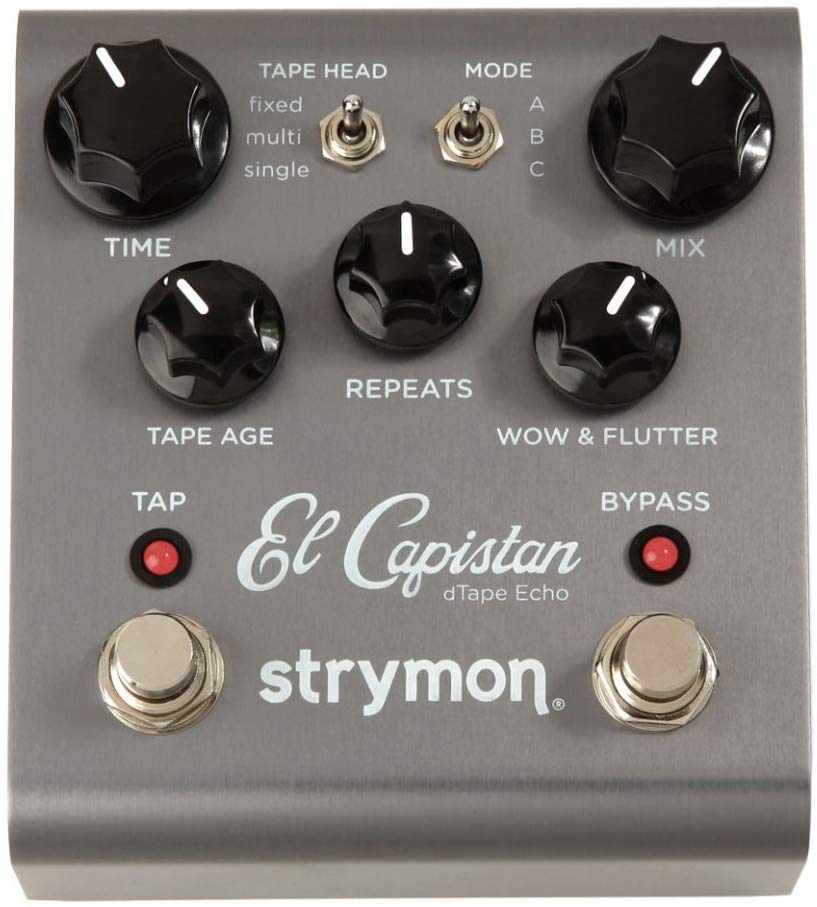 TAPE HEAD MODE
fixed A
multi B
single C
TIME MIX
REPEATS
TAPE AGE WOW & FLUTTER
TAP BYPASS
El Capistan
dTape Echo
strymon®